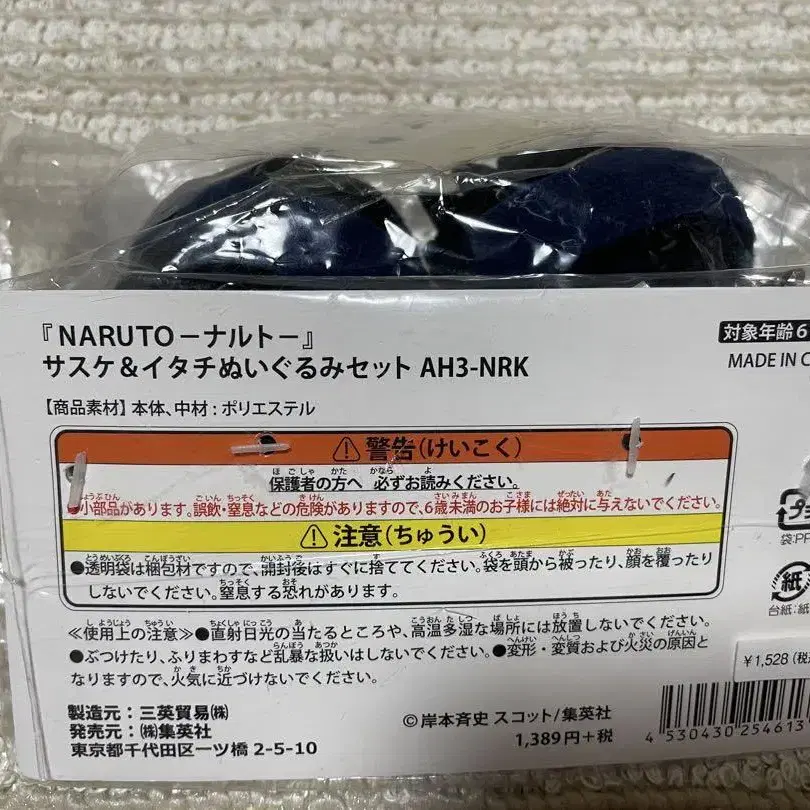 『NARUTO－ナルト－』
サスケ＆イタチぬいぐるみセット AH3-NRK
対象年齢6
MADE IN C
【商品素材】本体、中材：ポリエステル
⚠警告(けいこく)
保護者の方へ 必ずお読みください。
●小部品があります。誤飲・窒息などの危険がありますので、6歳未満のお子様には絶対に与えないでください。
⚠注意(ちゅうい)
●透明袋は梱包材ですので、開封後はすぐに捨ててください。袋を頭から被ったり、顔を覆ったり
しないでください。窒息する恐れがあります。
≪使用上の注意≫●直射日光の当たるところや、高温多湿な場所には放置しないでください。
●ぶつけたり、ふりまわすなど乱暴な扱いはしないでください。●変形・変質および火災の原因と
なりますので、火気に近づけないでください。
プラ
袋:PP
紙
台紙:紙
¥1,528(税
製造元：三英貿易㈱
発売元：㈱集英社
東京都千代田区一ツ橋 2-5-10
©岸本斉史 スコット/集英社
1,389円+税
4 530430 254613